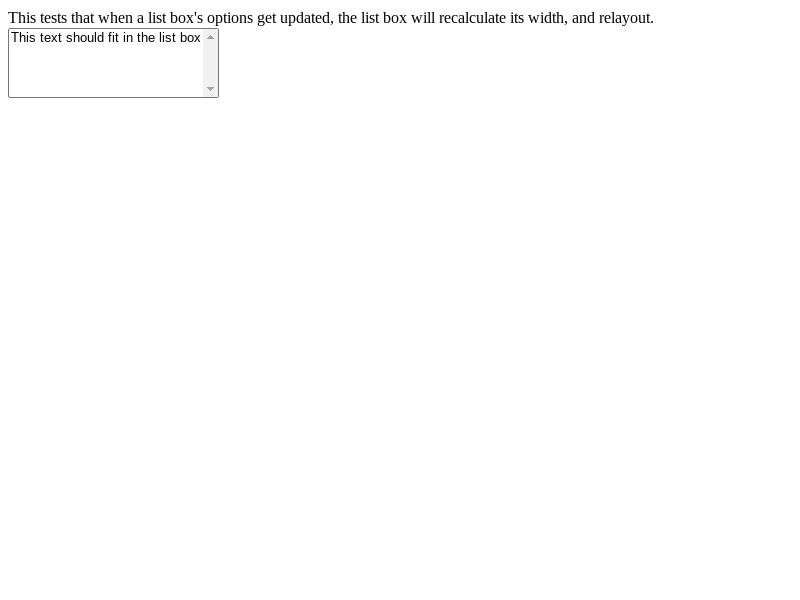 This tests that when a list box's options get updated, the list box will recalculate its width, and relayout.
This text should fit in the list box